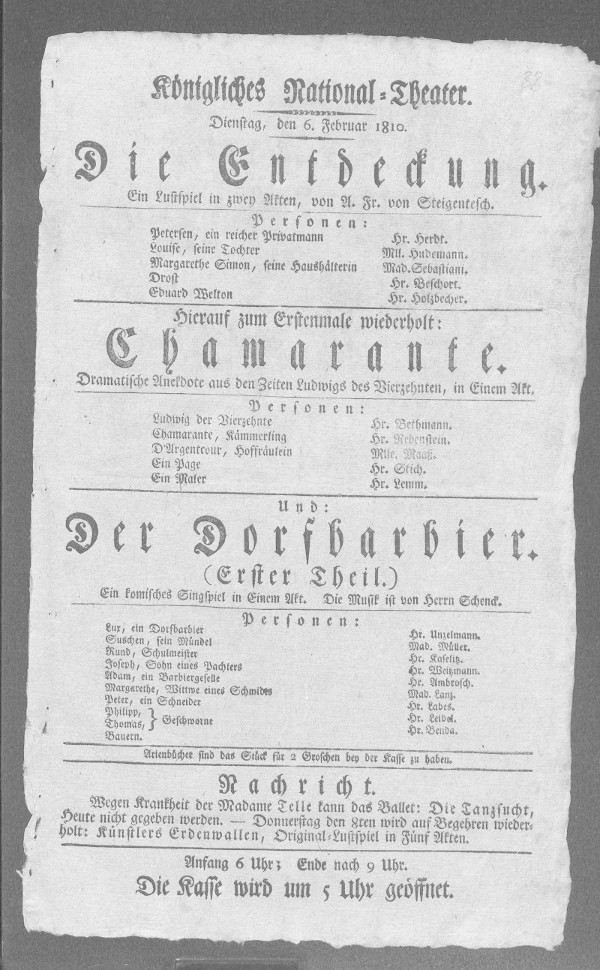 38
Königliches National-Theater.
Dienstag, den 6. Februar 1810.
Die Entdeckung.
Ein Lustspiel in zwey Akten, von A. Fr. von Steigentesch.
Personen:
Petersen, ein reicher Privatmann Hr. Herdt.
Louise, seine Tochter Mlle. Hudemann.
Margarethe Simon, seine Haushälterin Mad. Sebastiani.
Drost Hr. Beschort.
Eduard Welton Hr. Holzbecher.
Hierauf zum Erstenmale wiederholt:
Chamarante.
Dramatische Anekdote aus den Zeiten Ludwigs des Vierzehnten, in Einem Akt.
Personen:
Ludwig der Vierzehnte Hr. Bethmann.
Chamarante, Kämmerling Hr. Rebenstein.
D'Argentcour, Hoffräulein Mlle. Maaß.
Ein Page Hr. Stich.
Ein Maler Hr. Lemm.
Und:
Der Dorfbarbier.
(Erster Theil.)
Ein komisches Singspiel in Einem Akt. Die Musik ist von Herrn Schenck.
Personen:
Lux, ein Dorfbarbier Hr. Unzelmann.
Suschen, sein Mündel Mad. Müller.
Rund, Schulmeister Hr. Kaselitz.
Joseph, Sohn eines Pachters Hr. Weitzmann.
Adam, ein Barbiergeselle Hr. Ambrosch.
Margarethe, Wittwe eines Schmides Mad. Lanz.
Peter, ein Schneider Hr. Labes.
Philipp, } Geschworne Hr. Leidel.
Thomas, Hr. Benda.
Bauern.
Arienbücher sind das Stück für 2 Groschen bey der Kasse zu haben.
Nachricht.
Wegen Krankheit der Madame Telle kann das Ballet: Die Tanzsucht,
Heute nicht gegeben werden. — Donnerstag den 8ten wird auf Begehren wieder-
holt: Künstlers Erdenwallen, Original-Lustspiel in Fünf Akten.
Anfang 6 Uhr; Ende nach 9 Uhr.
Die Kasse wird um 5 Uhr geöffnet.